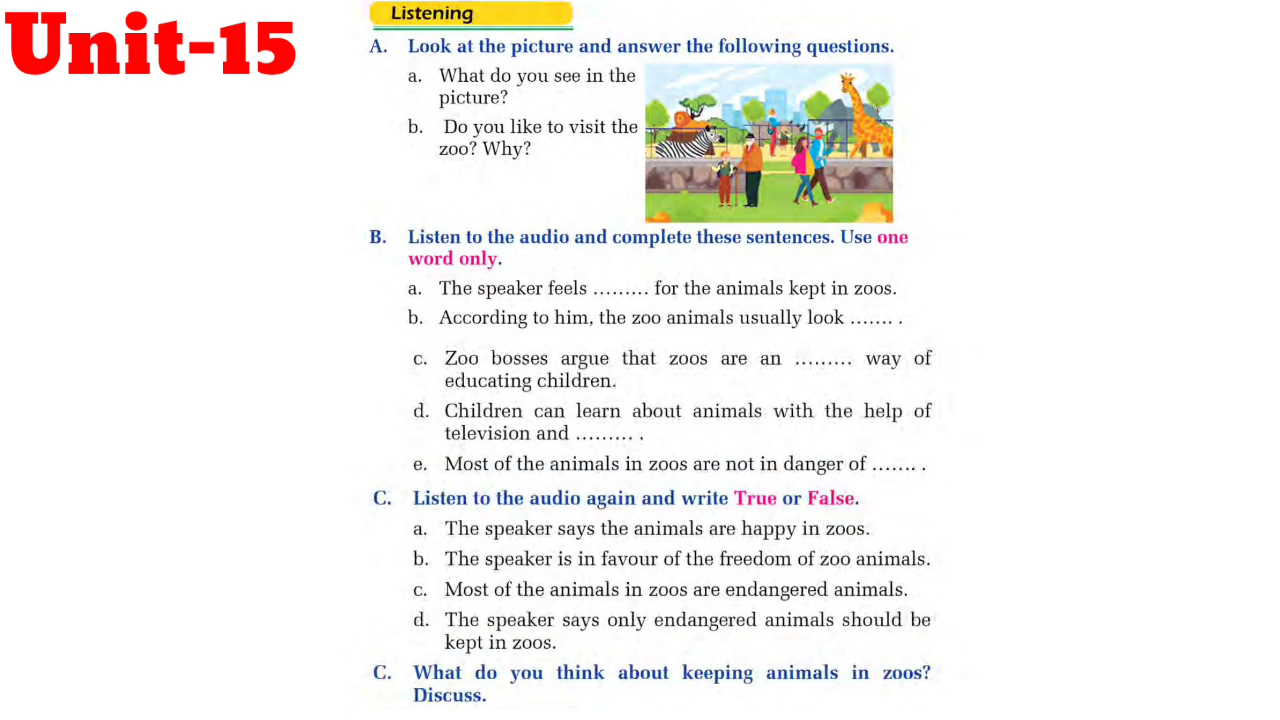 Unit-15
Listening
A. Look at the picture and answer the following questions.
a. What do you see in the
picture?
b. Do you like to visit the
zoo? Why?
B. Listen to the audio and complete these sentences. Use one
word only.
a. The speaker feels ......... for the animals kept in zoos.
b. According to him, the zoo animals usually look ....... .
c. Zoo bosses argue that zoos are an ......... way of
educating children.
d. Children can learn about animals with the help of
television and ......... .
e. Most of the animals in zoos are not in danger of ....... .
C. Listen to the audio again and write True or False.
a. The speaker says the animals are happy in zoos.
b. The speaker is in favour of the freedom of zoo animals.
c. Most of the animals in zoos are endangered animals.
d. The speaker says only endangered animals should be
kept in zoos.
C. What do you think about keeping animals in zoos?
Discuss.